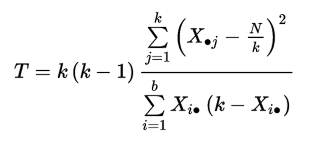 T = k (k − 1) \frac{\sum_{j=1}^{k} \left( X_{\bullet j} − \frac{N}{k} \right)^2}{\sum_{i=1}^{b} X_{i\bullet} (k − X_{i\bullet})}